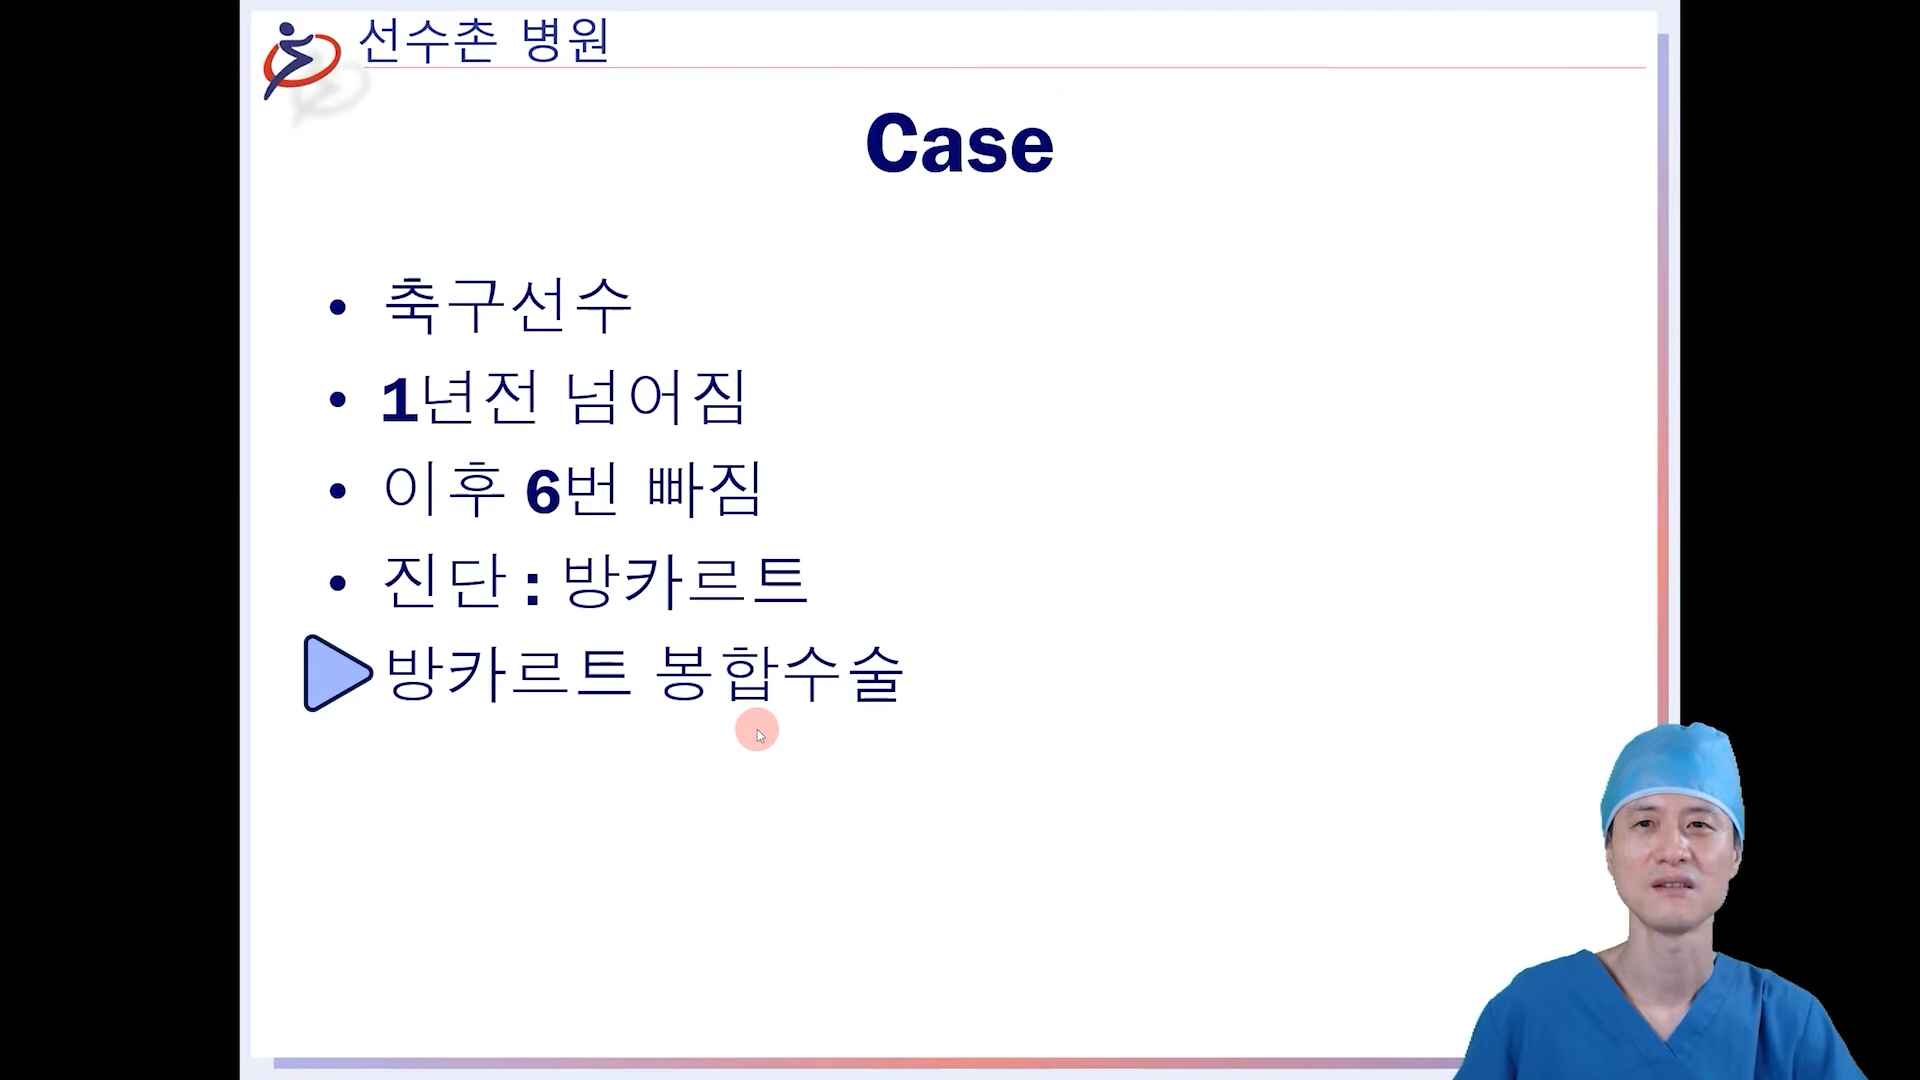 선수촌 병원
Case
• 축구선수
• 1년전 넘어짐
• 이후 6번 빠짐
• 진단 : 방카르트
방카르트 봉합수술